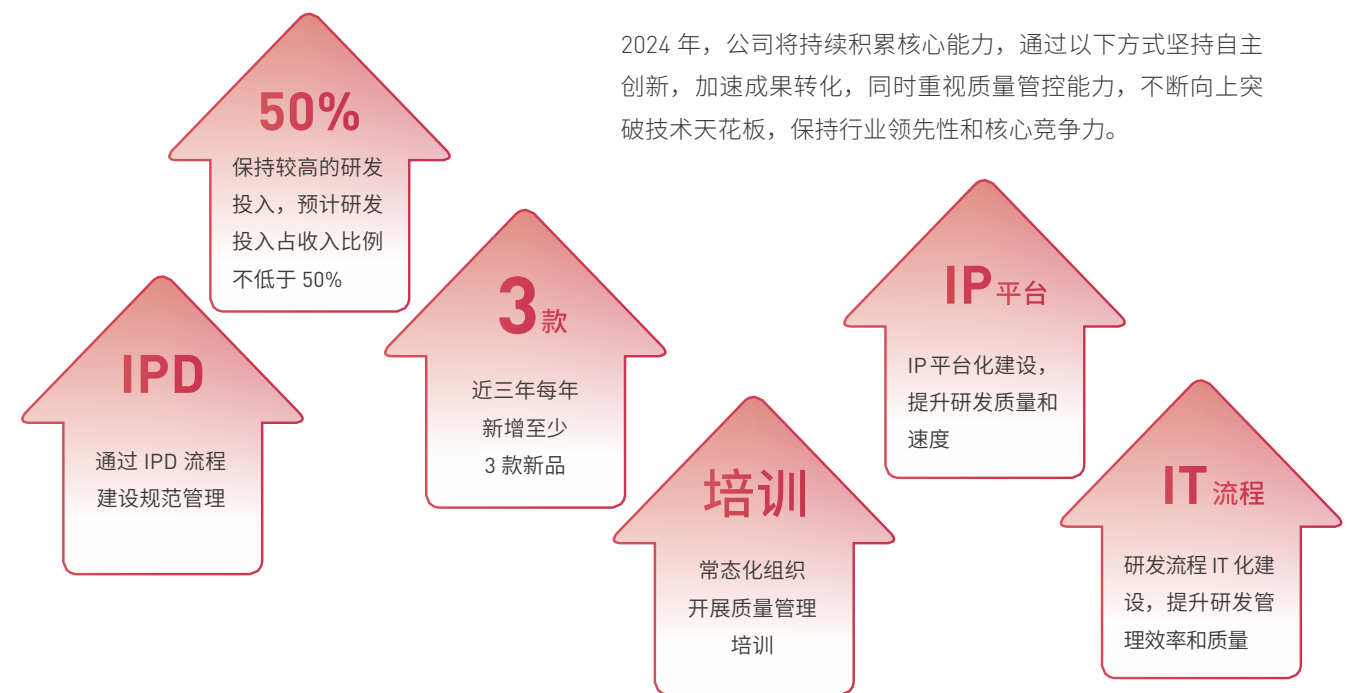 2024 年，公司将持续积累核心能力，通过以下方式坚持自主
创新，加速成果转化，同时重视质量管控能力，不断向上突
破技术天花板，保持行业领先性和核心竞争力。
50%
保持较高的研发
投入，预计研发
投入占收入比例
不低于 50%
IPD
通过 IPD 流程
建设规范管理
3款
近三年每年
新增至少
3 款新品
培训
常态化组织
开展质量管理
培训
IP平台
IP 平台化建设，
提升研发质量和
速度
IT流程
研发流程 IT 化建
设，提升研发管
理效率和质量